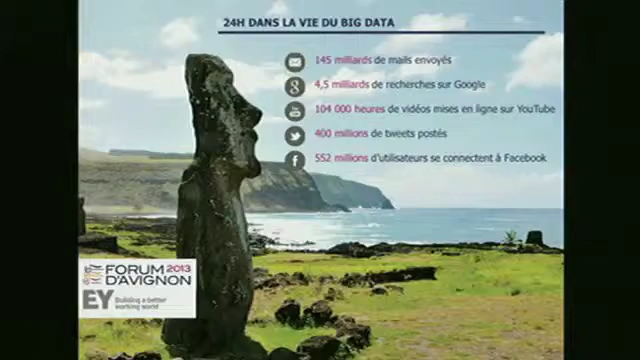 24H DANS LA VIE DU BIG DATA
145 milliards de mails envoyés
4,5 milliards de recherches sur Google
104 000 heures de vidéos mises en ligne sur YouTube
400 millions de tweets postés
552 millions d'utilisateurs se connectent à Facebook
FORUM 2013
D'AVIGNON
EY Building a better
working world